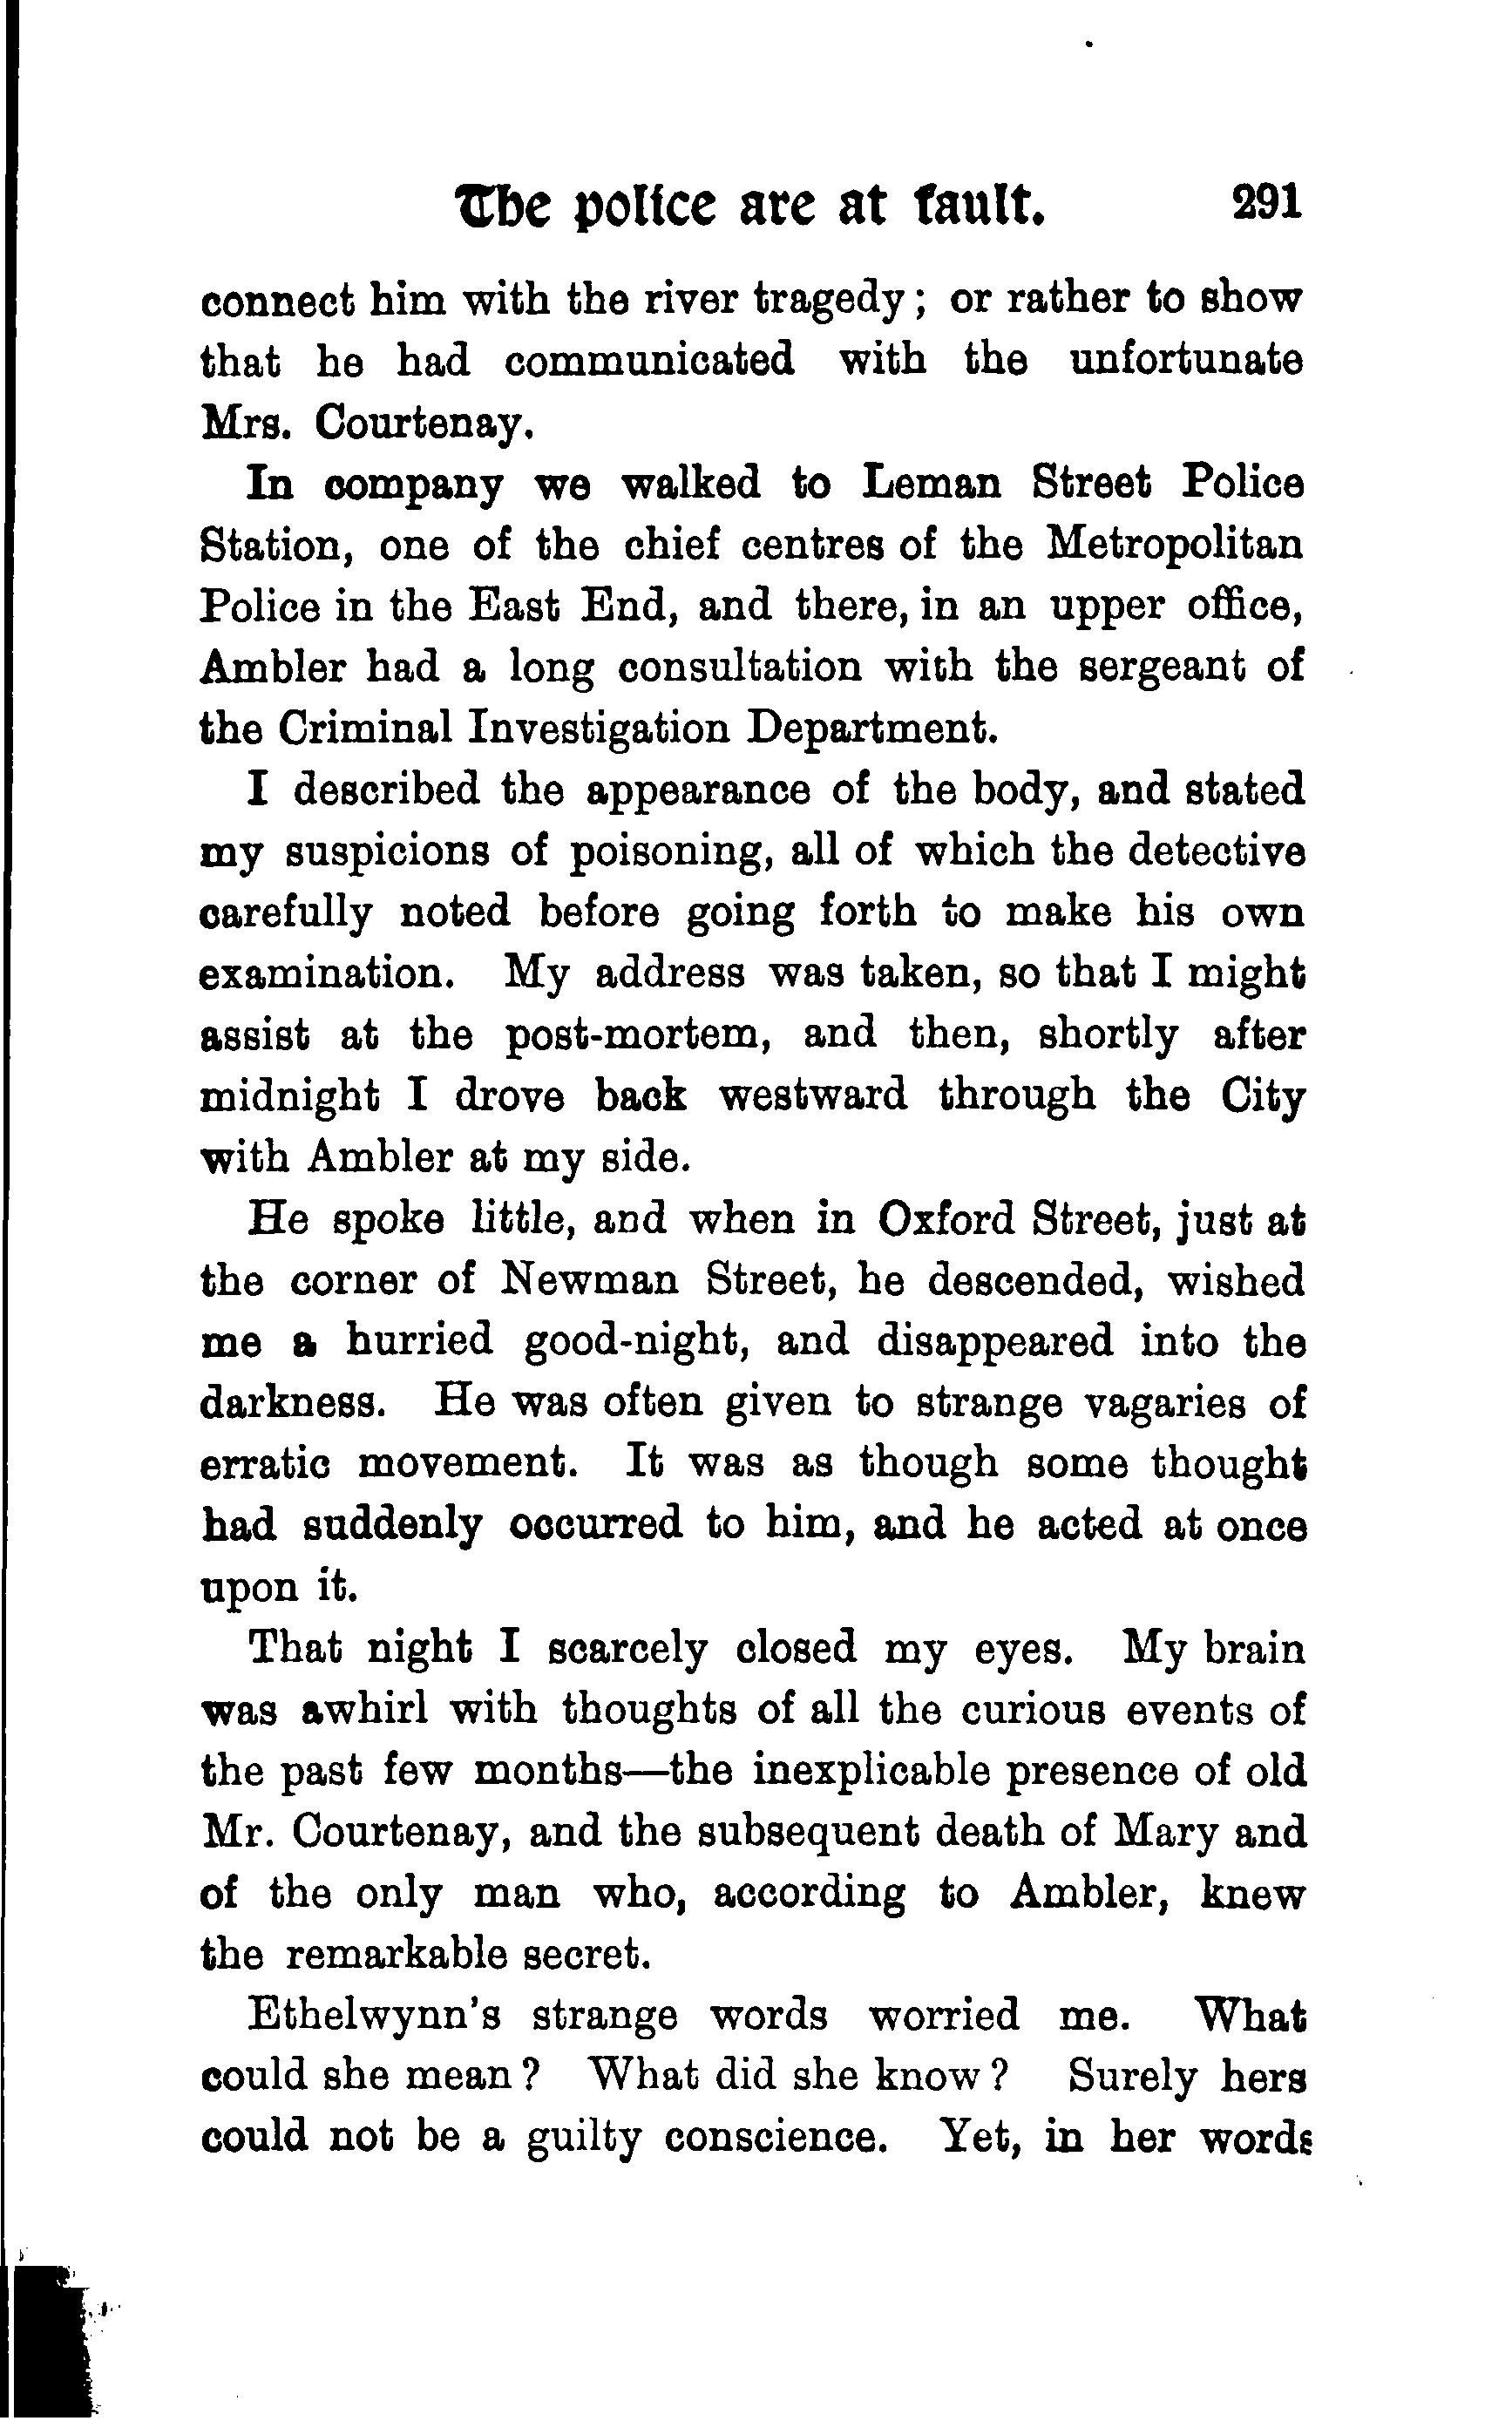 The police are at fault. 291
connect him with the river tragedy; or rather to show
that he had communicated with the unfortunate
Mrs. Courtenay.
In company we walked to Leman Street Police
Station, one of the chief centres of the Metropolitan
Police in the East End, and there, in an upper office,
Ambler had a long consultation with the sergeant of
the Criminal Investigation Department.
I described the appearance of the body, and stated
my suspicions of poisoning, all of which the detective
carefully noted before going forth to make his own
examination. My address was taken, so that I might
assist at the post-mortem, and then, shortly after
midnight I drove back westward through the City
with Ambler at my side.
He spoke little, and when in Oxford Street, just at
the corner of Newman Street, he descended, wished
me a hurried good-night, and disappeared into the
darkness. He was often given to strange vagaries of
erratic movement. It was as though some thought
had suddenly occurred to him, and he acted at once
upon it.
That night I scarcely closed my eyes. My brain
was awhirl with thoughts of all the curious events of
the past few months—the inexplicable presence of old
Mr. Courtenay, and the subsequent death of Mary and
of the only man who, according to Ambler, knew
the remarkable secret.
Ethelwynn's strange words worried me. What
could she mean? What did she know? Surely hers
could not be a guilty conscience. Yet, in her words